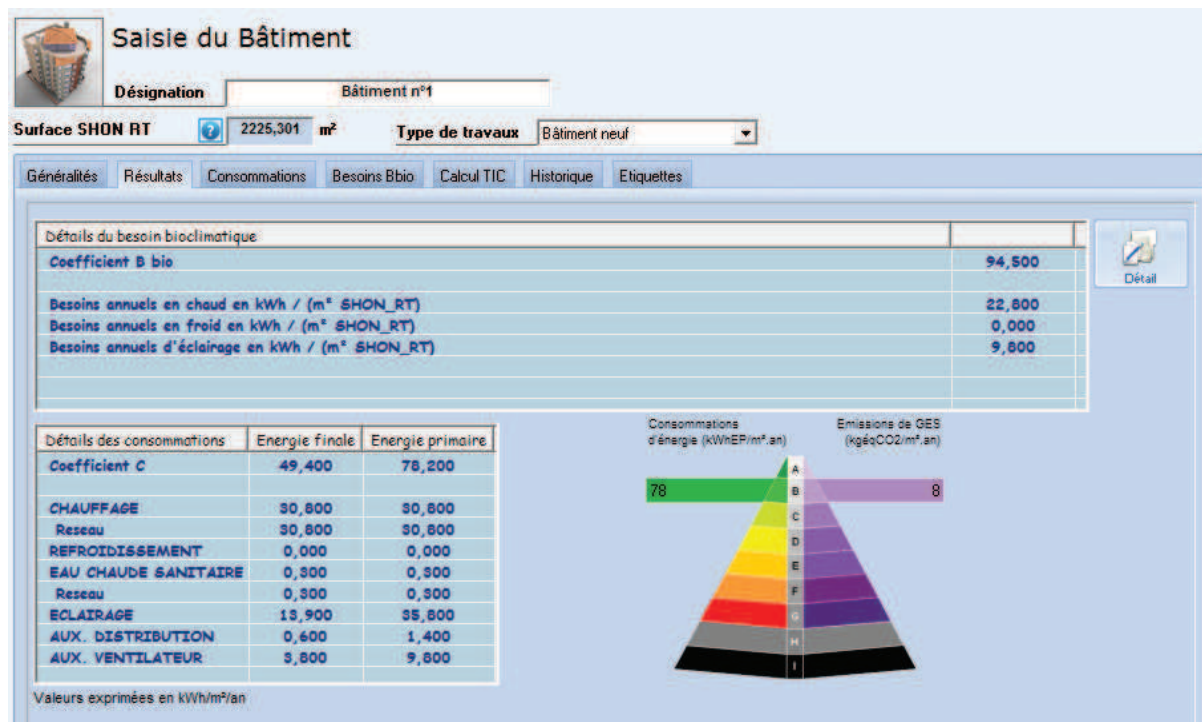 Saisie du Bâtiment
Désignation Bâtiment n°1
Surface SHON RT ? 2225,301 m² Type de travaux Bâtiment neuf
Généralités Résultats Consommations Besoins Bbio Calcul TIC Historique Etiquettes
Détails du besoin bioclimatique
Coefficient B bio 94,500
Détail
Besoins annuels en chaud en kWh / (m² SHON_RT) 22,800
Besoins annuels en froid en kWh / (m² SHON_RT) 0,000
Besoins annuels d'éclairage en kWh / (m² SHON_RT) 9,800
Détails des consommations Energie finale Energie primaire
Coefficient C 49,400 78,200
CHAUFFAGE 30,800 30,800
Reseau 30,800 30,800
REFROIDISSEMENT 0,000 0,000
EAU CHAUDE SANITAIRE 0,300 0,300
Reseau 0,300 0,300
ECLAIRAGE 13,900 35,800
AUX. DISTRIBUTION 0,600 1,400
AUX. VENTILATEUR 3,800 9,800
Valeurs exprimées en kWh/m²/an
Consommations
d'énergie (kWhEP/m².an)
Emissions de GES
(kgéqCO2/m².an)
A
78 B 8
C
D
E
F
G
H
I